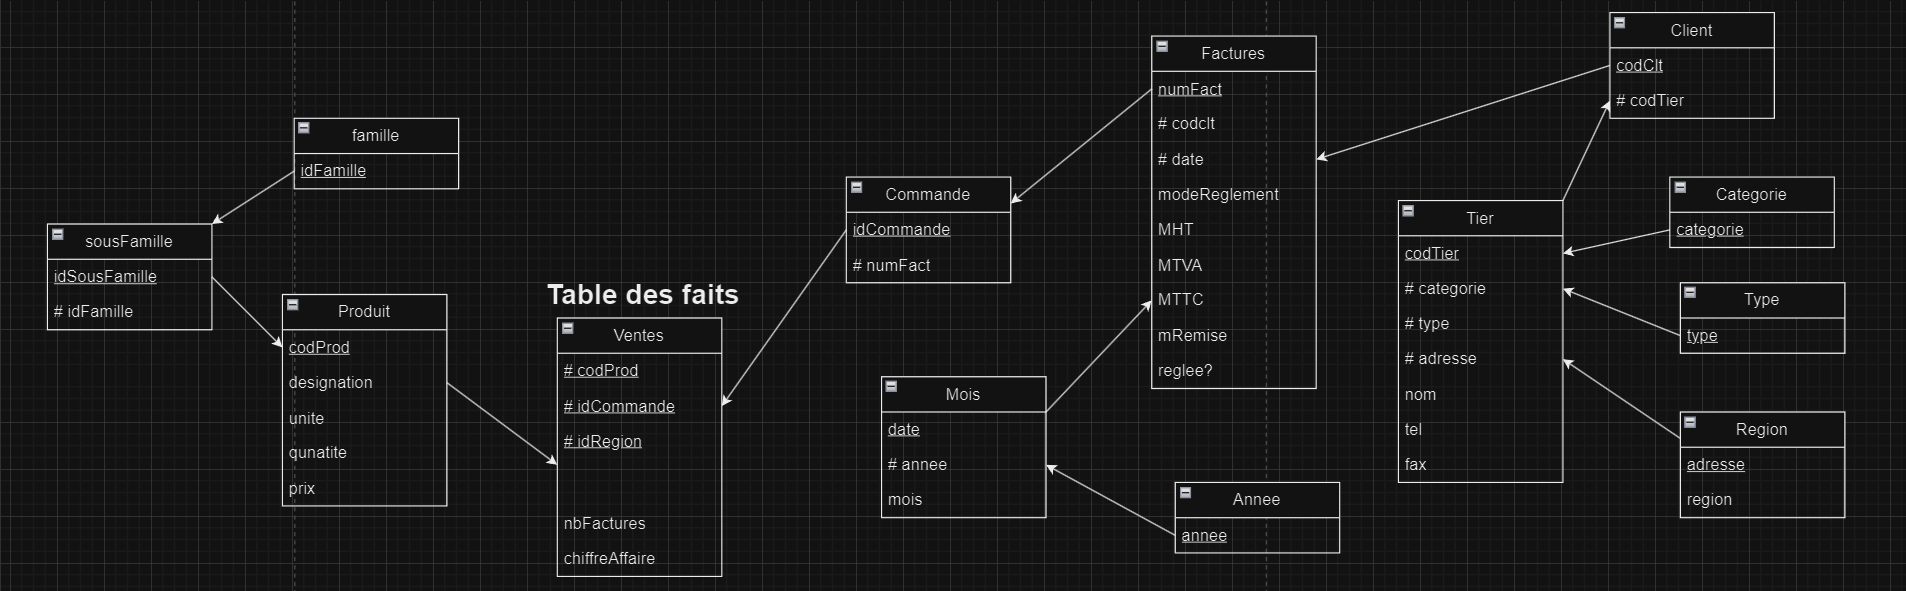 famille
idFamille
sousFamille
idSousFamille
# idFamille
Produit
codProd
designation
unite
qunatite
prix
Table des faits
Ventes
# codProd
# idCommande
# idRegion
nbFactures
chiffreAffaire
Commande
idCommande
# numFact
Factures
numFact
# codclt
# date
modeReglement
MHT
MTVA
MTTC
mRemise
reglee?
Mois
date
# annee
mois
Annee
annee
Client
codClt
# codTier
Tier
codTier
# categorie
# type
# adresse
nom
tel
fax
Categorie
categorie
Type
type
Region
adresse
region